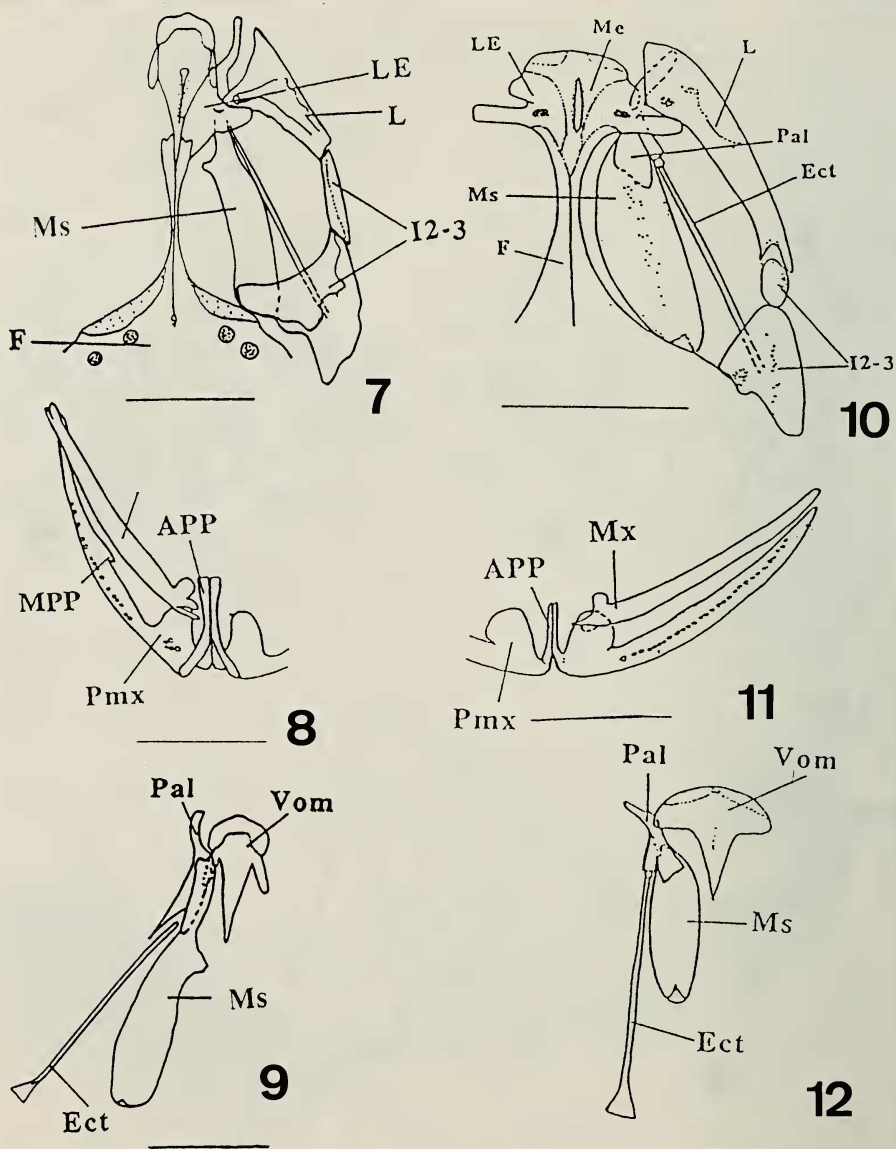 LE
L
Ms
I2-3
F
7
LE
Me
L
Pal
Ect
Ms
F
I2-3
10
APP
MPP
Pmx
8
Mx
APP
Pmx
11
Pal
Vom
Ms
Ect
9
Pal
Vom
Ms
Ect
12